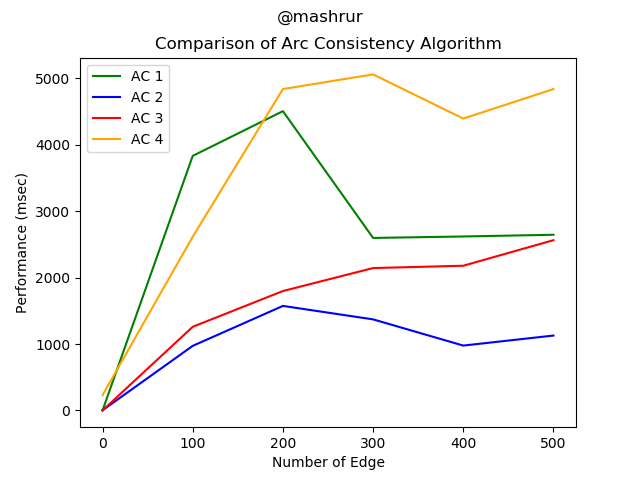 @mashrur
Comparison of Arc Consistency Algorithm
AC 1
AC 2
AC 3
AC 4
5000
4000
3000
2000
1000
0
Performance (msec)
0 100 200 300 400 500
Number of Edge